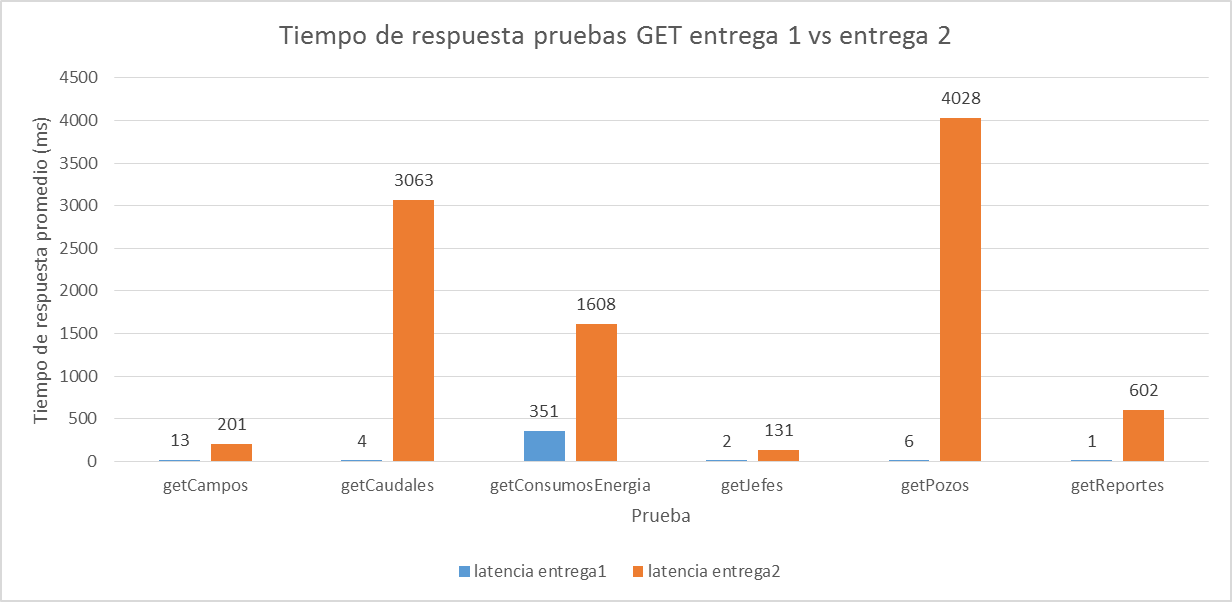 Tiempo de respuesta pruebas GET entrega 1 vs entrega 2
Tiempo de respuesta promedio (ms)
4500
4000
3500
3000
2500
2000
1500
1000
500
0
13
201
4
3063
351
1608
2
131
6
4028
1
602
getCampos
getCaudales
getConsumosEnergia
getJefes
getPozos
getReportes
Prueba
latencia entrega1
latencia entrega2